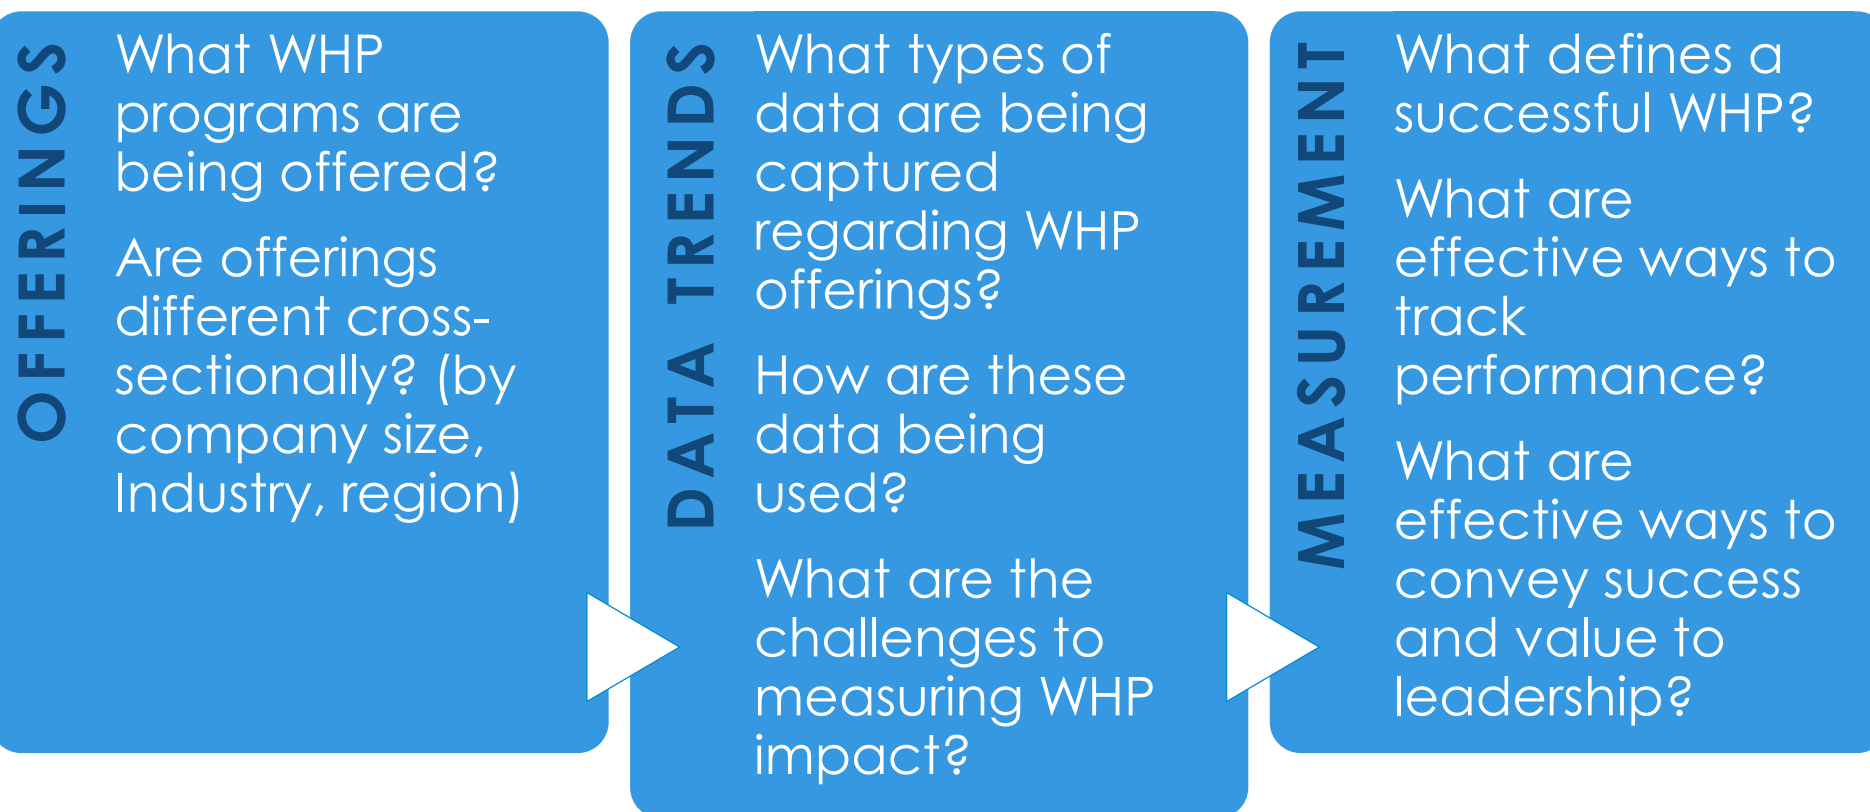 OFFERINGS
What WHP
programs are
being offered?
Are offerings
different cross-
sectionally? (by
company size,
Industry, region)
DATA TRENDS
What types of
data are being
captured
regarding WHP
offerings?
How are these
data being
used?
What are the
challenges to
measuring WHP
impact?
MEASUREMENT
What defines a
successful WHP?
What are
effective ways to
track
performance?
What are
effective ways to
convey success
and value to
leadership?